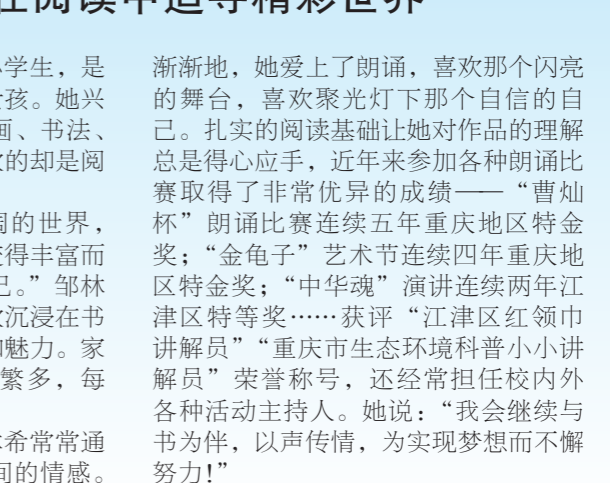 在阅读中追寻精彩世界
小学生，是
女孩。她兴
画、书法、
欢的却是阅
周的世界，
变得丰富而
己。”邹林
欢沉浸在书
和魅力。家
繁多，每
林希常常通
间的情感。
渐渐地，她爱上了朗诵，喜欢那个闪亮
的舞台，喜欢聚光灯下那个自信的自
己。扎实的阅读基础让她对作品的理解
总是得心应手，近年来参加各种朗诵比
赛取得了非常优异的成绩——“曹灿
杯”朗诵比赛连续五年重庆地区特金
奖；“金龟子”艺术节连续四年重庆地
区特金奖；“中华魂”演讲连续两年江
津区特等奖……获评“江津区红领巾
讲解员”“重庆市生态环境科普小小讲
解员”荣誉称号，还经常担任校内外
各种活动主持人。她说：“我会继续与
书为伴，以声传情，为实现梦想而不懈
努力！”